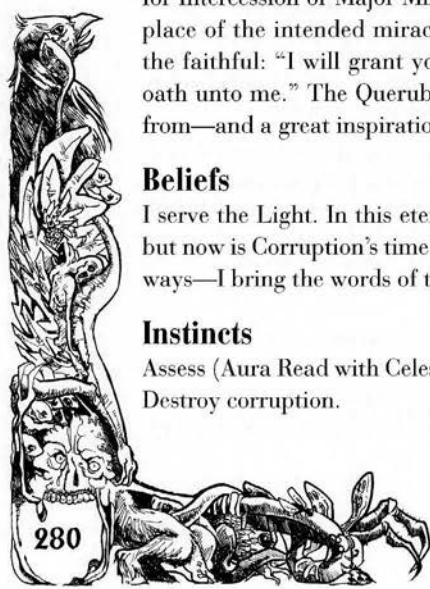 for Intercession or Major Mi
place of the intended mirac
the faithful: "I will grant yo
oath unto me." The Querub
from—and a great inspiratio
Beliefs
I serve the Light. In this eter
but now is Corruption's time
ways—I bring the words of t
Instincts
Assess (Aura Read with Celes
Destroy corruption.
280